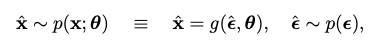 x̂ ∼ p(x; θ) ≡ x̂ = g(ϵ̂, θ), ϵ̂ ∼ p(ϵ),